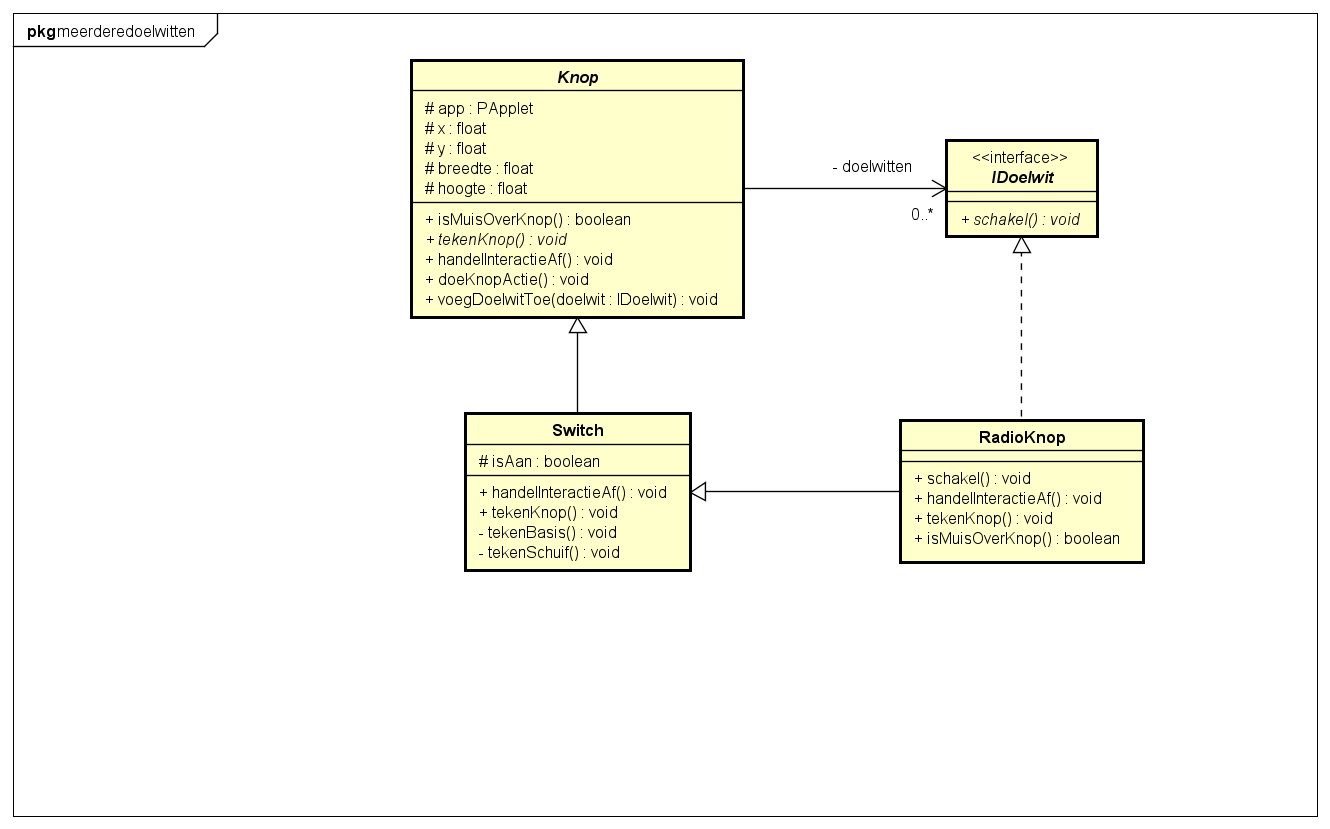 pkg meerderedoelwitten
Knop
# app : PApplet
# x : float
# y : float
# breedte : float
# hoogte : float
+ isMuisOverKnop() : boolean
+ tekenKnop() : void
+ handelInteractieAf() : void
+ doeKnopActie() : void
+ voegDoelwitToe(doelwit : IDoelwit) : void
- doelwitten
0..*
<<interface>>
IDoelwit
+ schakel() : void
Switch
# isAan : boolean
+ handelInteractieAf() : void
+ tekenKnop() : void
- tekenBasis() : void
- tekenSchuif() : void
RadioKnop
+ schakel() : void
+ handelInteractieAf() : void
+ tekenKnop() : void
+ isMuisOverKnop() : boolean